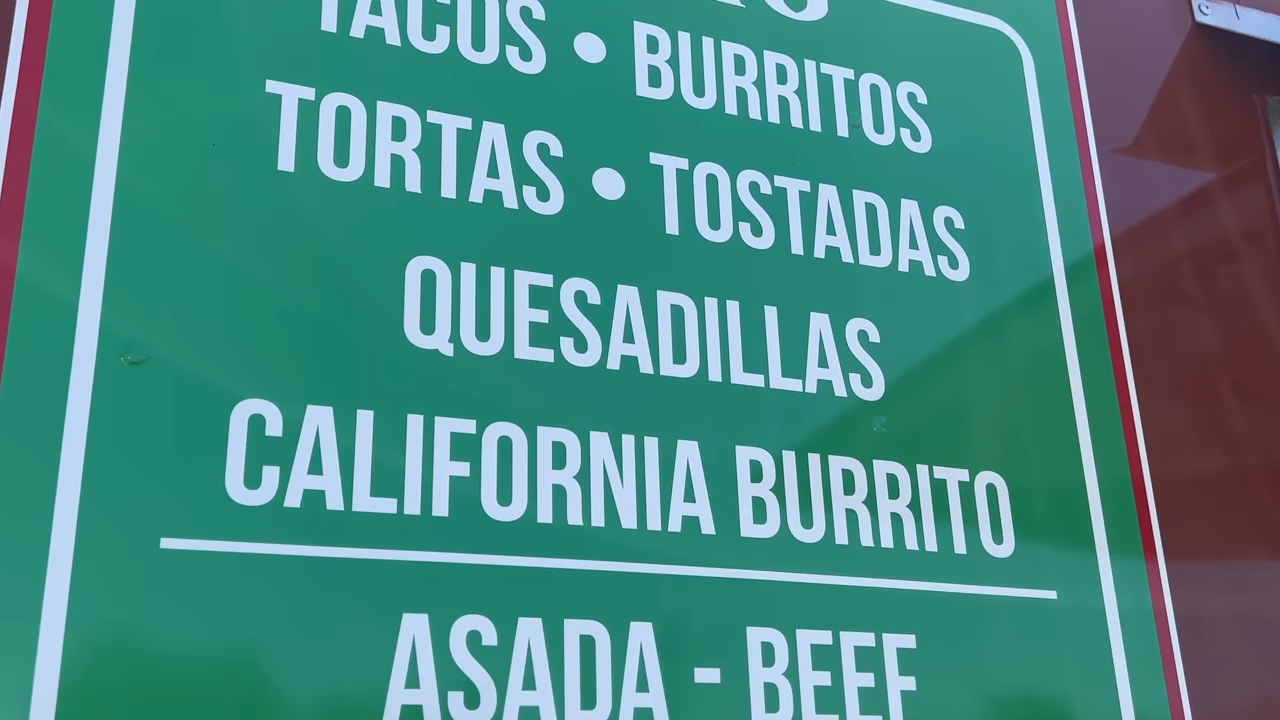 TACOS • BURRITOS
TORTAS • TOSTADAS
QUESADILLAS
CALIFORNIA BURRITO
ASADA - BEEF